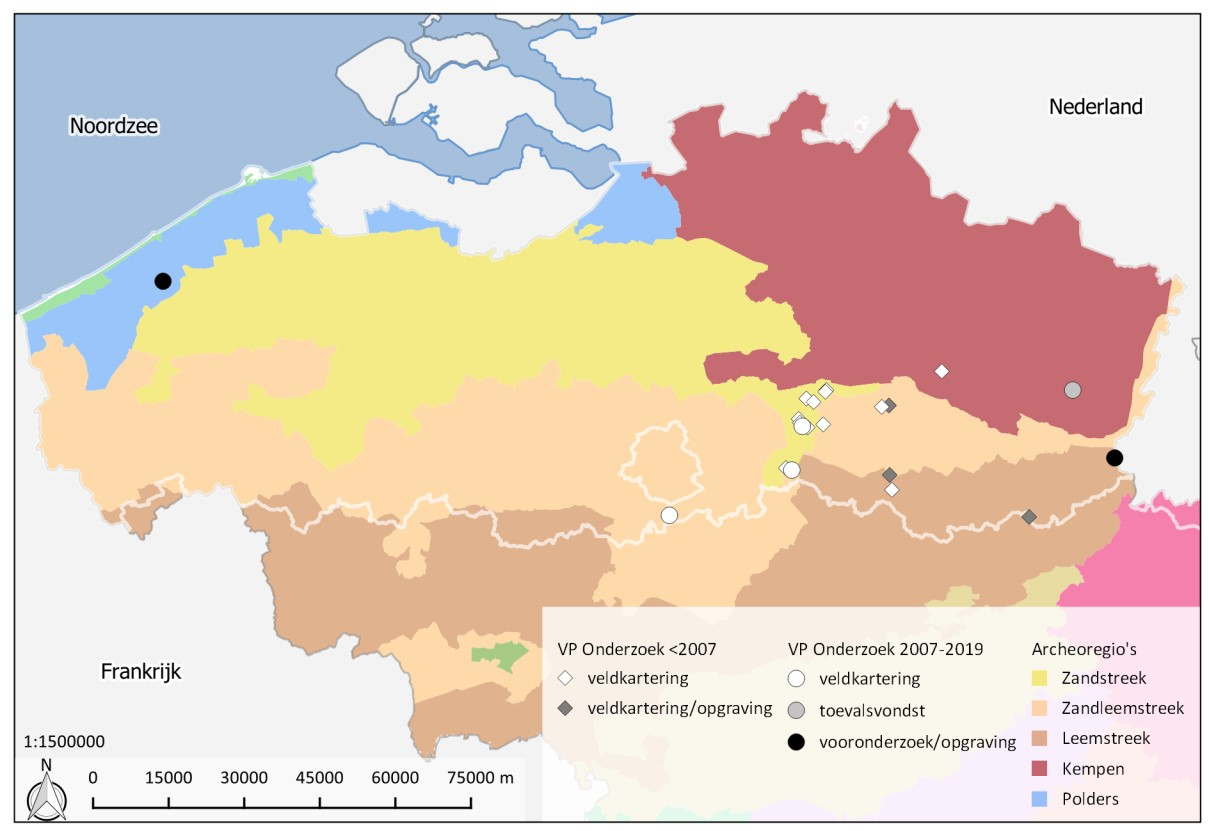 Noordzee
Nederland
Frankrijk
VP Onderzoek <2007
veldkartering
veldkartering/opgraving
VP Onderzoek 2007-2019
veldkartering
toevalsvondst
vooronderzoek/opgraving
Archeoregio's
Zandstreek
Zandleemstreek
Leemstreek
Kempen
Polders
1:1500000
N
0 15000 30000 45000 60000 75000 m